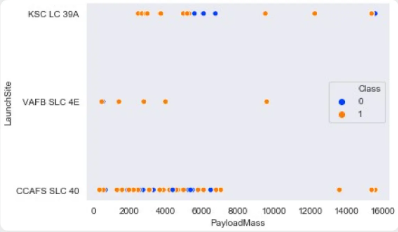 KSC LC 39A
VAFB SLC 4E
CCAFS SLC 40
LaunchSite
Class
0
1
0 2000 4000 6000 8000 10000 12000 14000 16000
PayloadMass